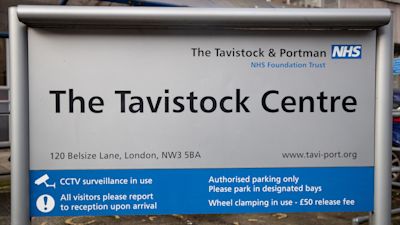 The Tavistock & Portman NHS
NHS Foundation Trust
The Tavistock Centre
120 Belsize Lane, London, NW3 5BA www.tavi-port.org
CCTV surveillance in use
All visitors please report
to reception upon arrival
Authorised parking only
Please park in designated bays
Wheel clamping in use - £50 release fee